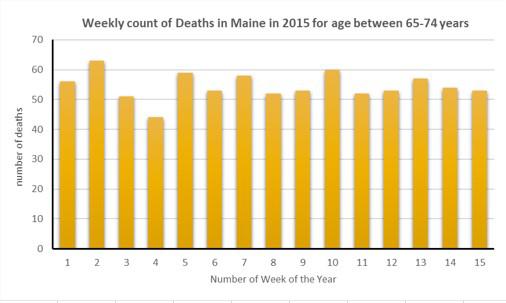 Weekly count of Deaths in Maine in 2015 for age between 65-74 years
number of deaths
70
60
50
40
30
20
10
0
1 2 3 4 5 6 7 8 9 10 11 12 13 14 15
Number of Week of the Year